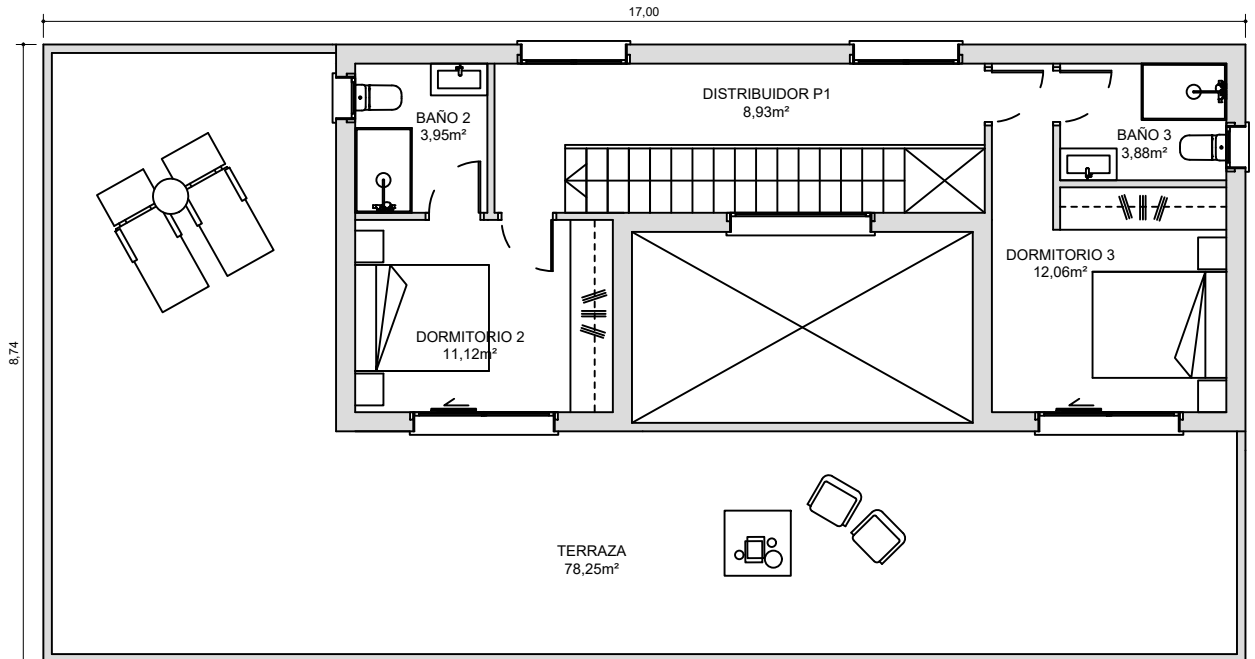 17,00
DISTRIBUIDOR P1
8,93m²
BAÑO 2
3,95m²
BAÑO 3
3,88m²
DORMITORIO 3
12,06m²
DORMITORIO 2
11,12m²
8,74
TERRAZA
78,25m²